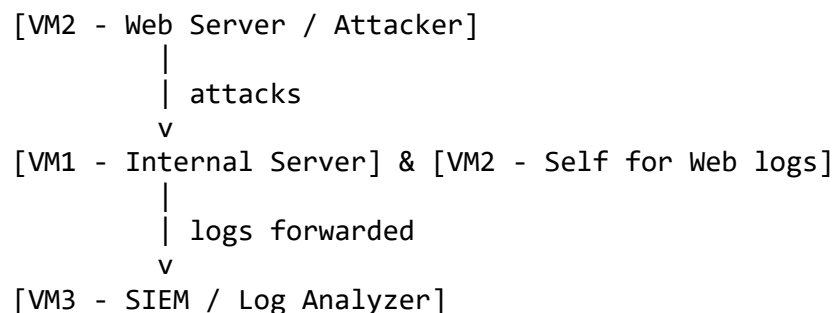 [VM2 - Web Server / Attacker]
|
| attacks
v
[VM1 - Internal Server] & [VM2 - Self for Web logs]
|
| logs forwarded
v
[VM3 - SIEM / Log Analyzer]